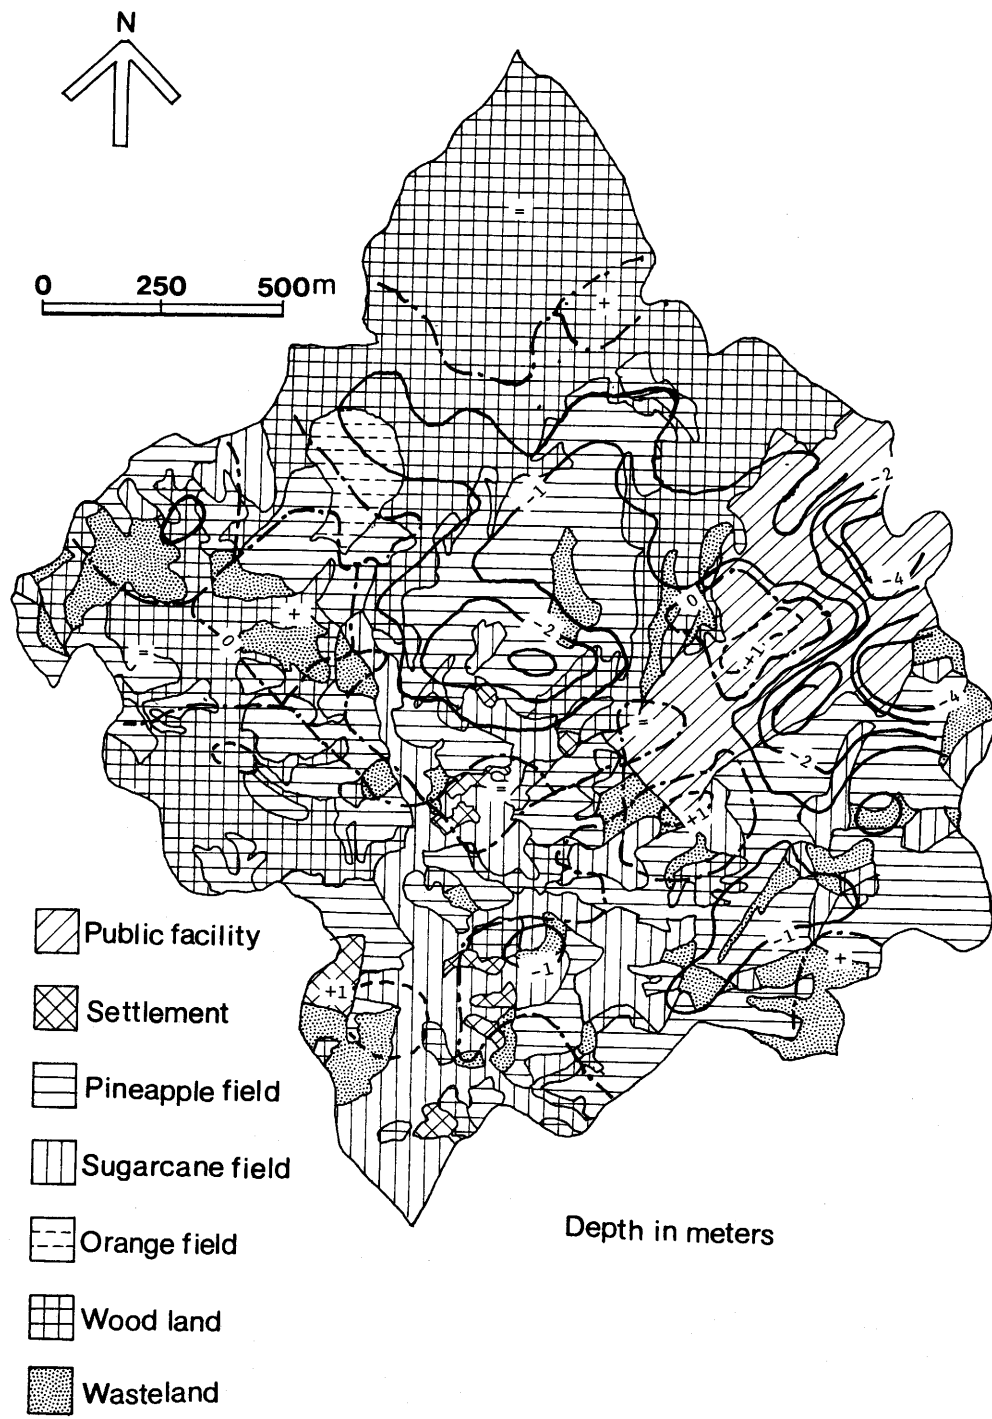 N
0 250 500m
=
+
-2
-1
-4
0
+
0
-2
+1
=
-4
=
-2
=
+1
-1
-1
+
+1
Public facility
Settlement
Pineapple field
Sugarcane field
Orange field
Wood land
Wasteland
Depth in meters